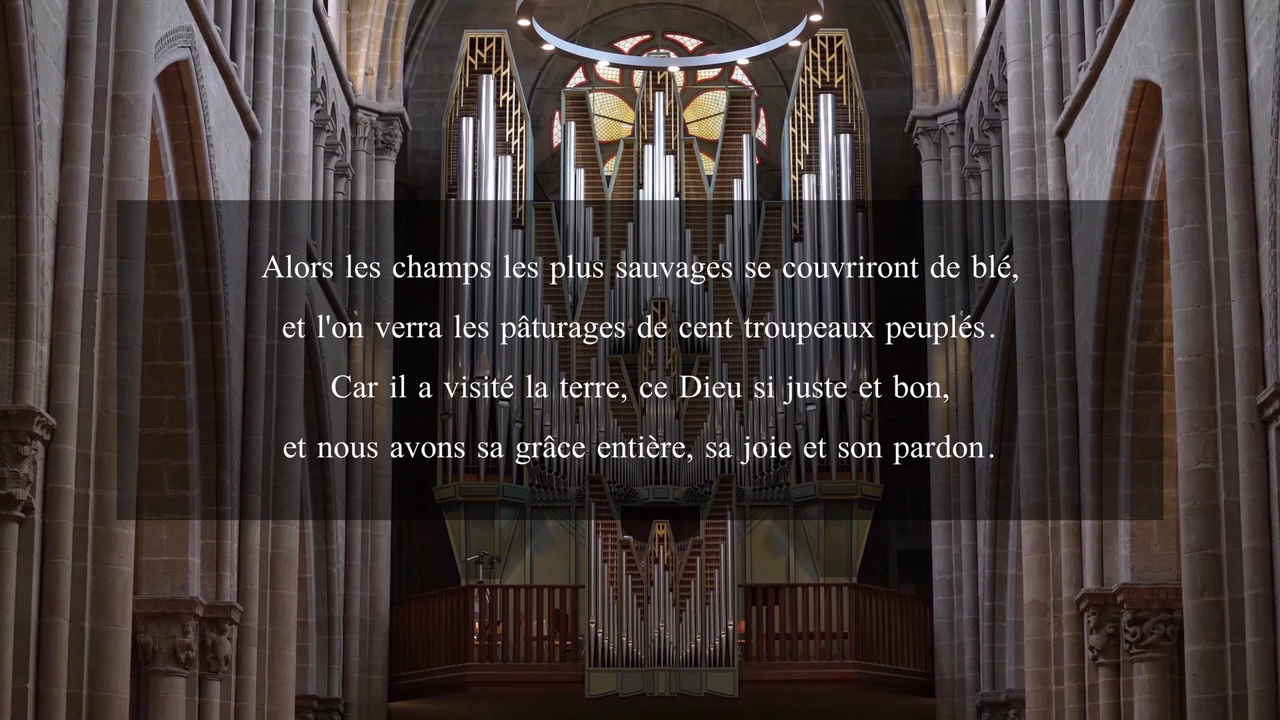 Alors les champs les plus sauvages se couvriront de blé,
et l'on verra les pâturages de cent troupeaux peuplés.
Car il a visité la terre, ce Dieu si juste et bon,
et nous avons sa grâce entière, sa joie et son pardon.